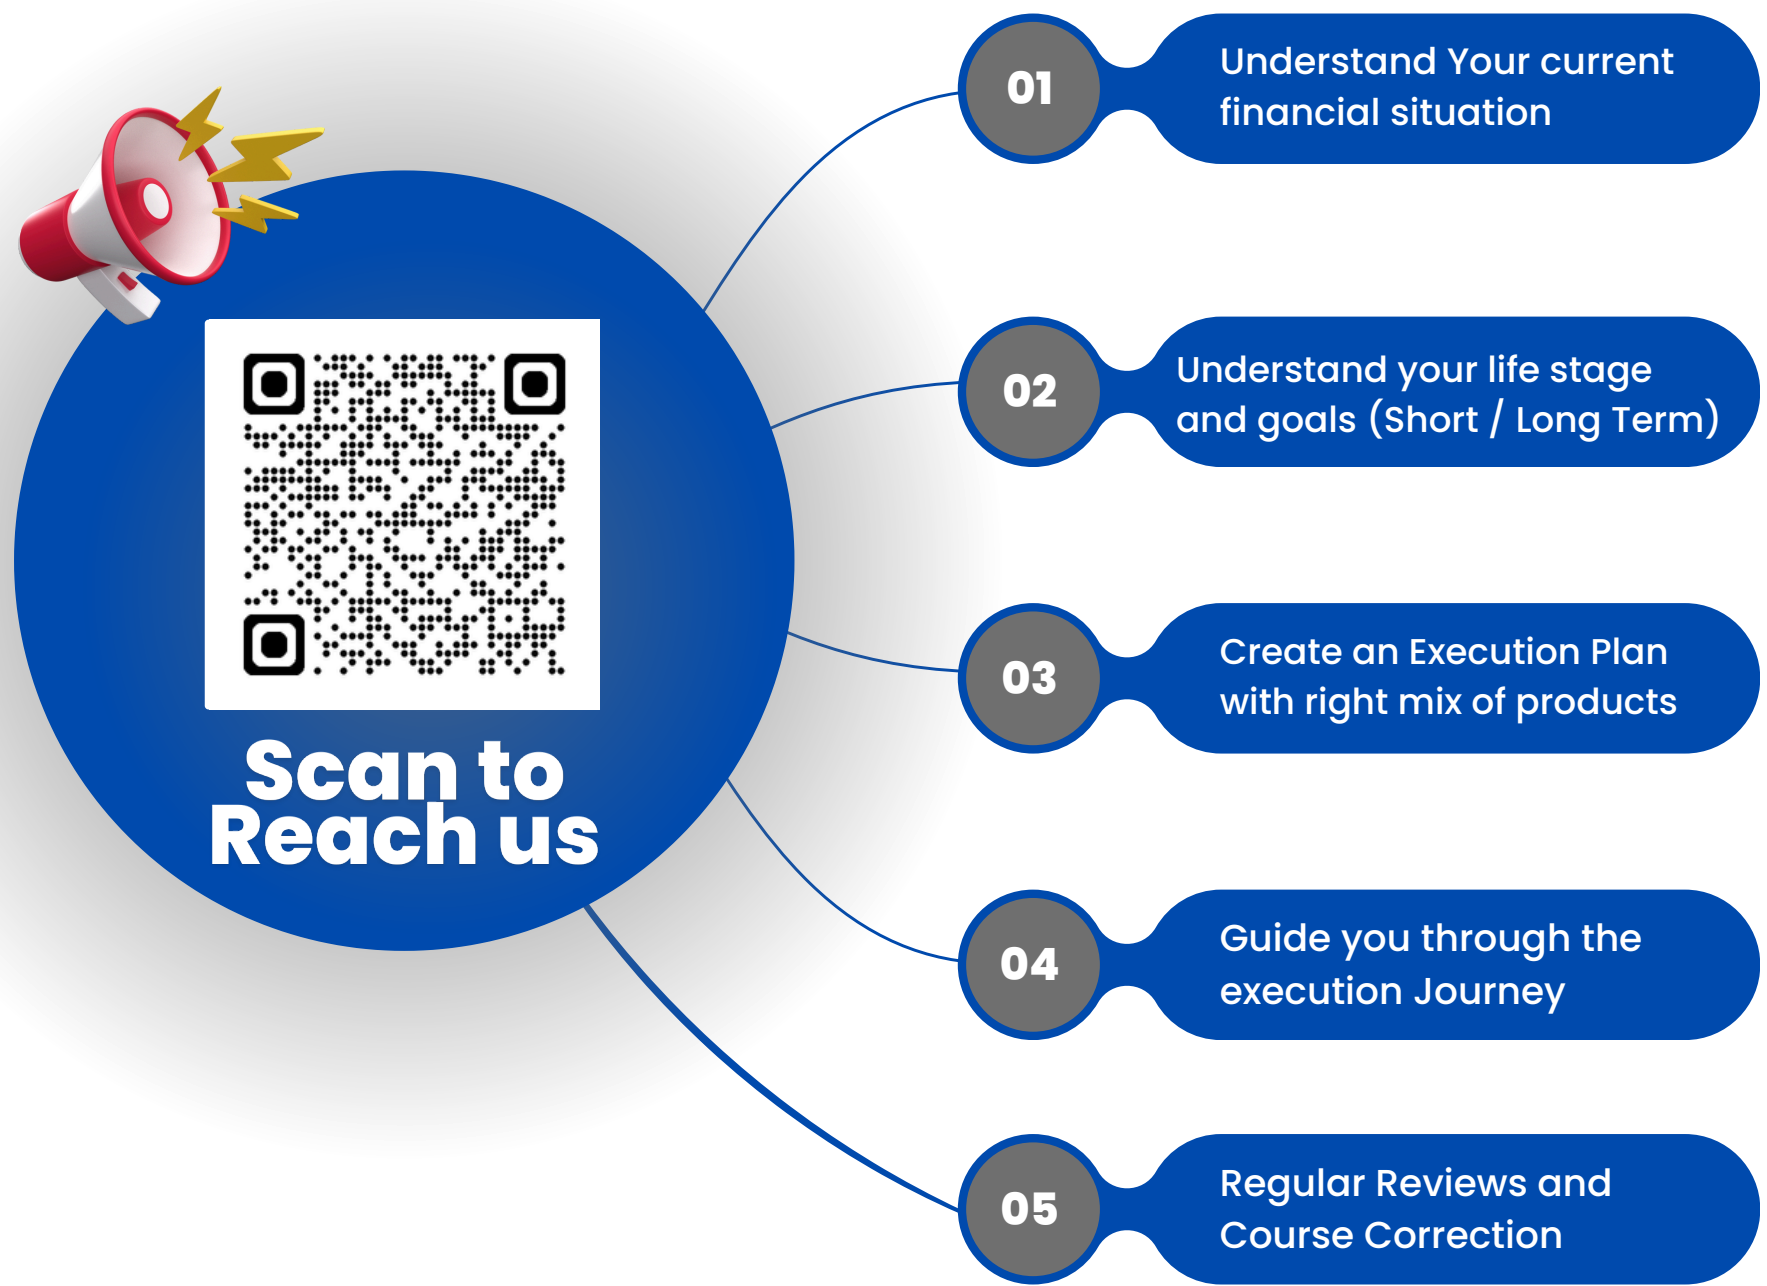 Scan to
Reach us
01
Understand Your current
financial situation
02
Understand your life stage
and goals (Short / Long Term)
03
Create an Execution Plan
with right mix of products
04
Guide you through the
execution Journey
05
Regular Reviews and
Course Correction